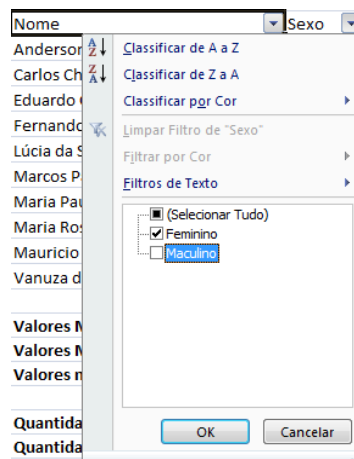 Nome Sexo
Anderson
Classificar de A a Z
Carlos Ch
Classificar de Z a A
Eduardo
Classificar por Cor
Fernando
Limpar Filtro de "Sexo"
Lúcia da S
Filtrar por Cor
Marcos P
Filtros de Texto
Maria Pau
(Selecionar Tudo)
Maria Ros
Feminino
Mauricio
Maculino
Vanuza d
Valores
Valores
Valores n
Quantida
OK Cancelar
Quantida